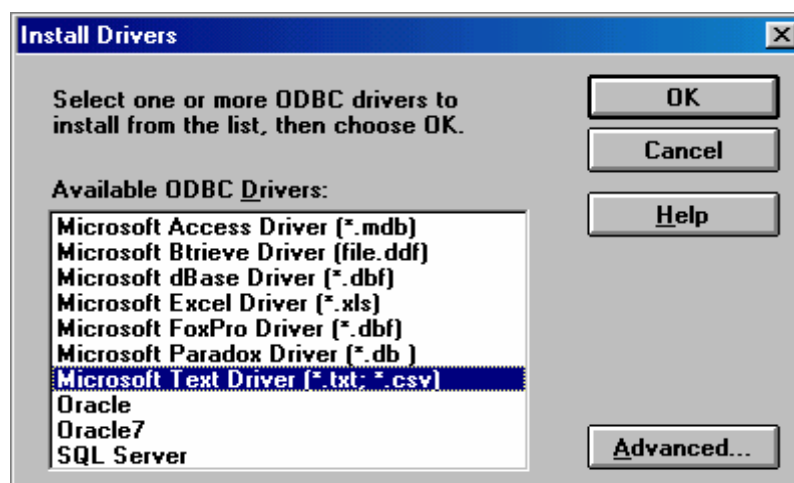 Install Drivers
Select one or more ODBC drivers to
install from the list, then choose OK.
OK
Cancel
Help
Available ODBC Drivers:
Microsoft Access Driver (*.mdb)
Microsoft Btrieve Driver (file.ddf)
Microsoft dBase Driver (*.dbf)
Microsoft Excel Driver (*.xls)
Microsoft FoxPro Driver (*.dbf)
Microsoft Paradox Driver (*.db )
Microsoft Text Driver (*.txt; *.csv)
Oracle
Oracle7
SQL Server
Advanced...